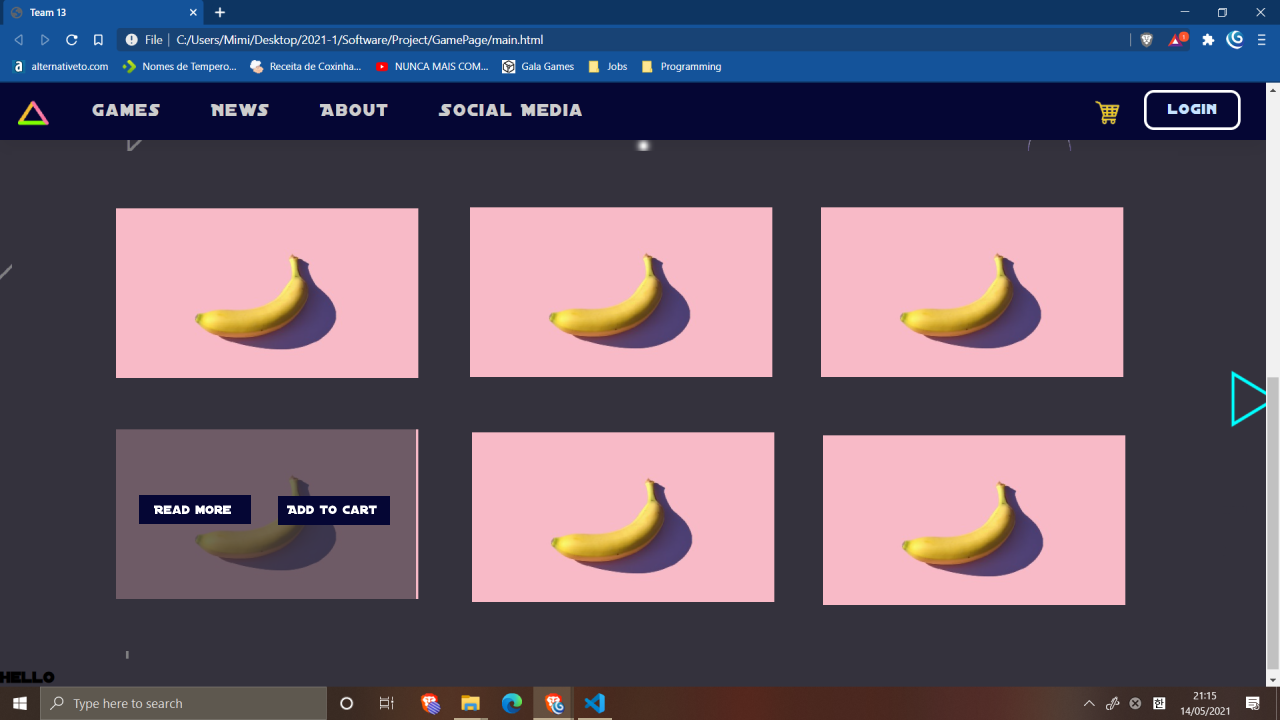 Team 13
File C:/Users/Mimi/Desktop/2021-1/Software/Project/GamePage/main.html
1
a alternativeto.com Nomes de Tempero... Receita de Coxinha... NUNCA MAIS COM... Gala Games Jobs Programming
GAMES NEWS ABOUT SOCIAL MEDIA LOGIN
READ MORE ADD TO CART
HELLO
Type here to search
21:15
14/05/2021